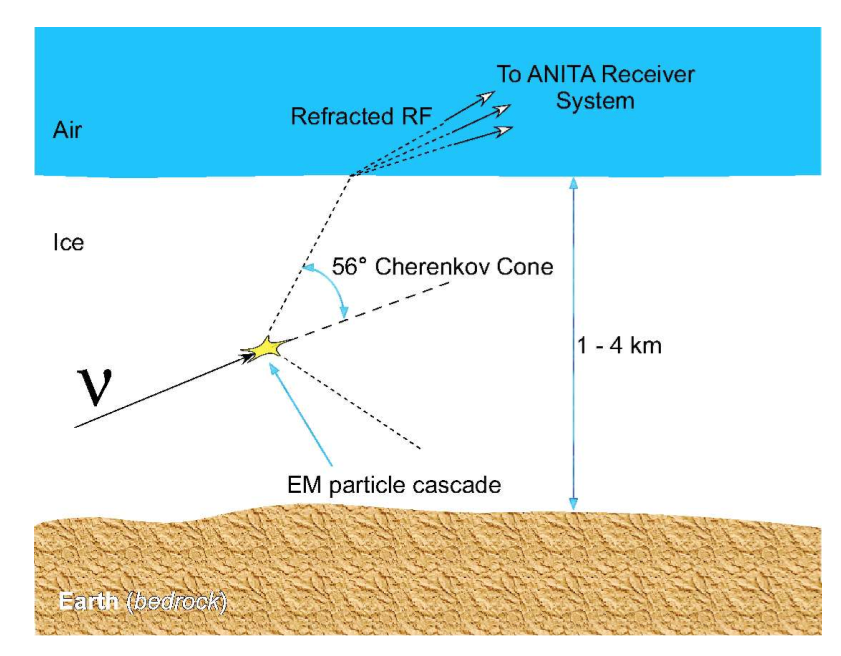 To ANITA Receiver
System
Refracted RF
Air
Ice
56° Cherenkov Cone
1 - 4 km
ν
EM particle cascade
Earth (bedrock)